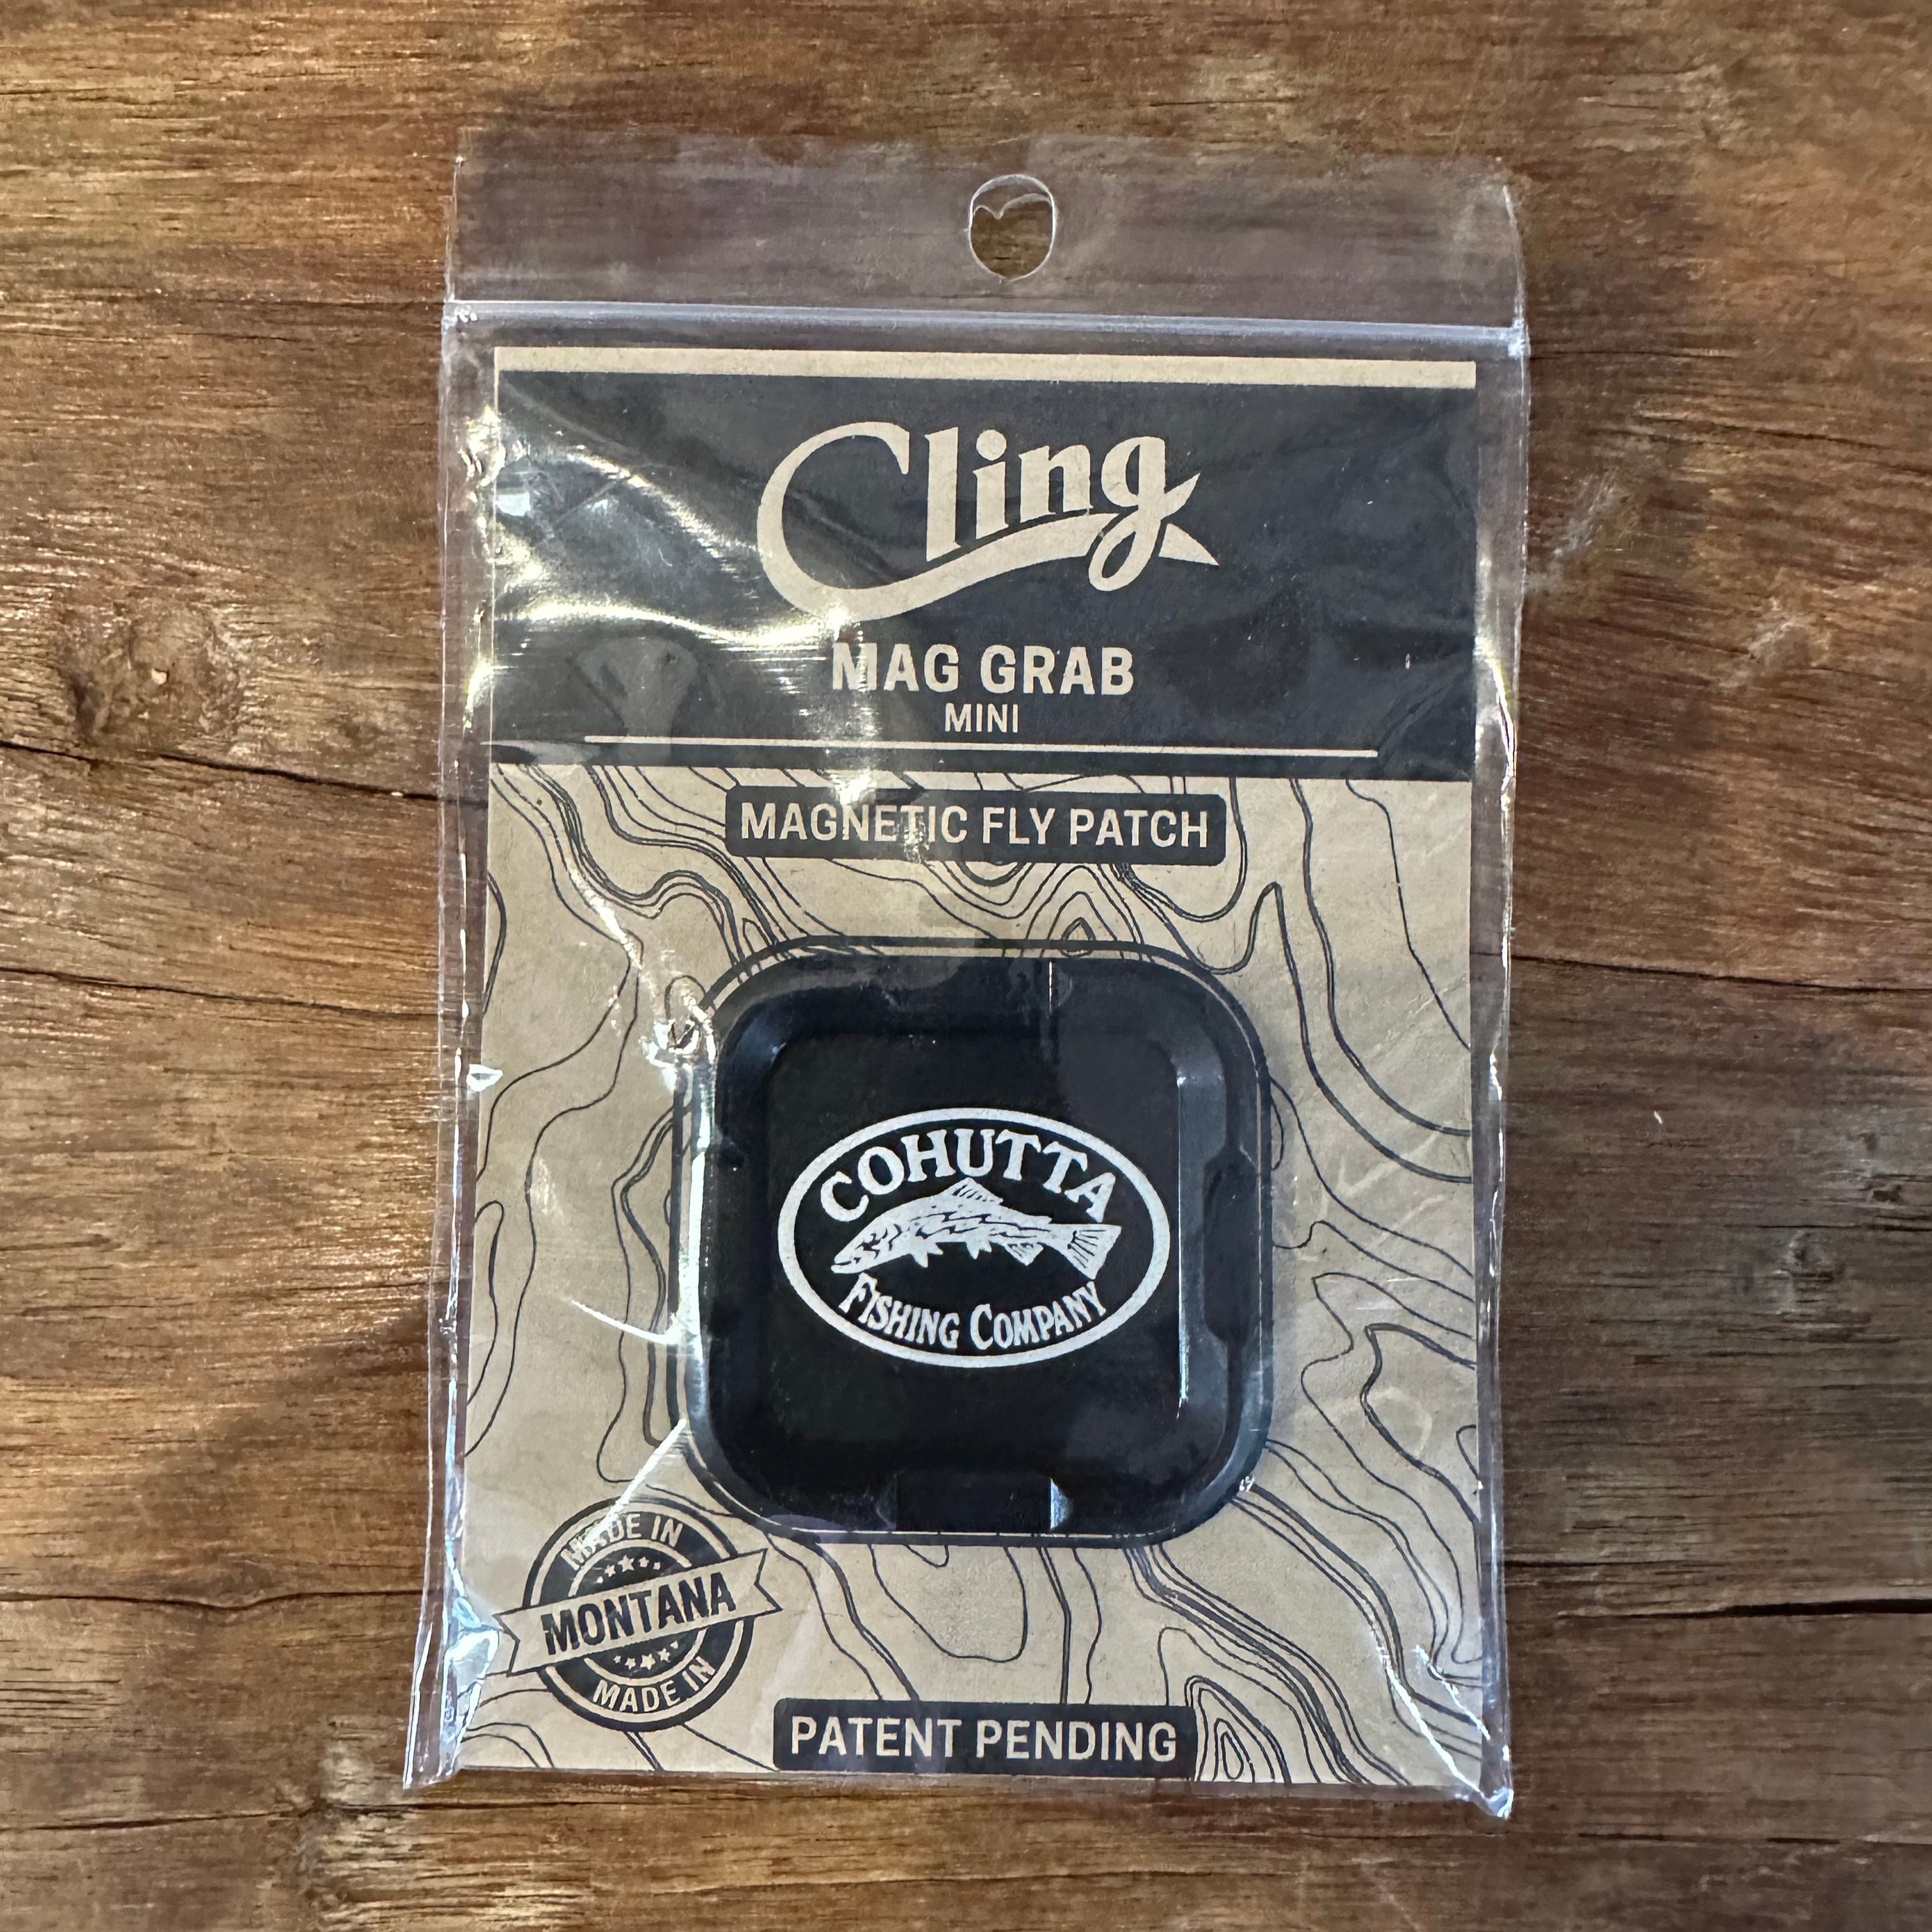 Cling
MAG GRAB
MINI
MAGNETIC FLY PATCH
COHUTTA
FISHING COMPANY
MADE IN
MONTANA
MADE IN
PATENT PENDING